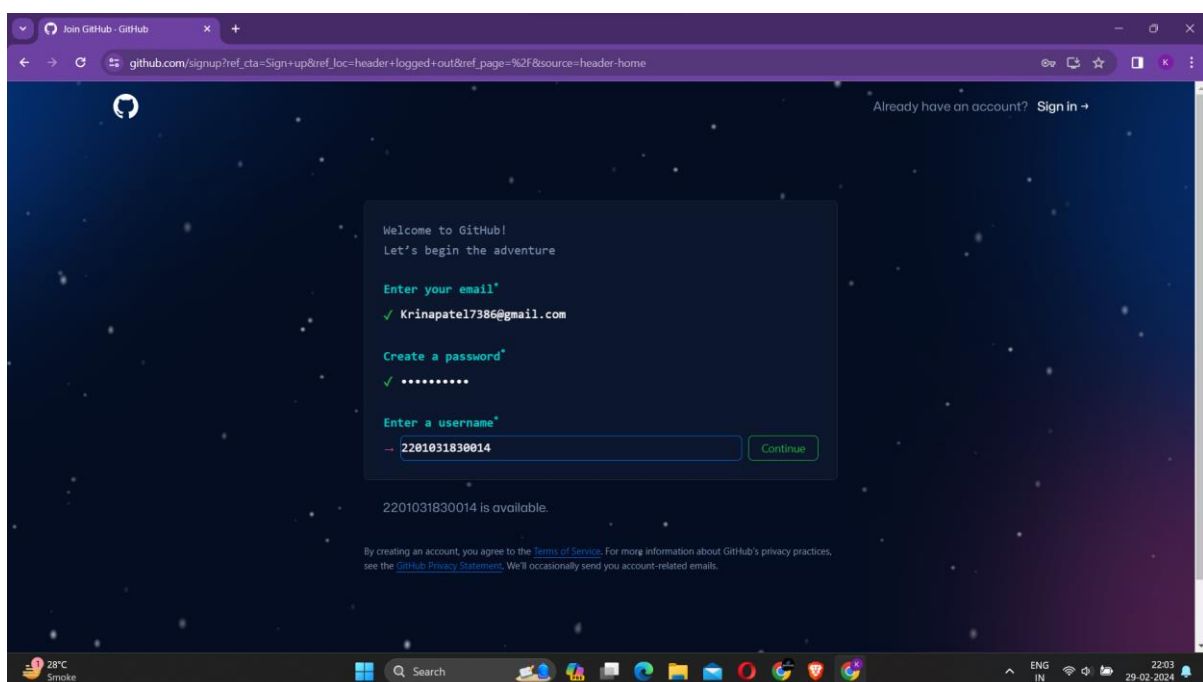 Join GitHub · GitHub
github.com/signup?ref_cta=Sign+up&ref_loc=header+logged+out&ref_page=%2F&source=header-home
K
Already have an account? Sign in →
Welcome to GitHub!
Let's begin the adventure
Enter your email*
✓ Krinapatel7386@gmail.com
Create a password*
✓ ••••••••••
Enter a username*
→ 2201031830014 Continue
2201031830014 is available.
By creating an account, you agree to the Terms of Service. For more information about GitHub's privacy practices,
see the GitHub Privacy Statement. We'll occasionally send you account-related emails.
1 28°C
Smoke
Search
ENG
IN
22:03
29-02-2024